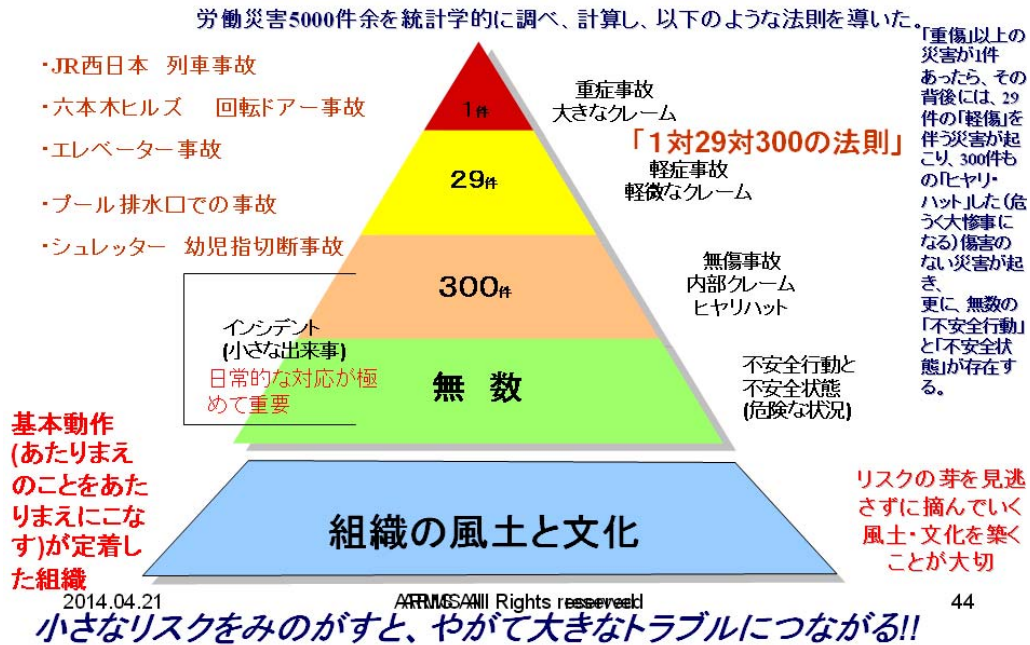 労働災害5000件余を統計学的に調べ、計算し、以下のような法則を導いた。
・JR西日本　列車事故
・六本木ヒルズ　回転ドアー事故
・エレベーター事故
・プール排水口での事故
・シュレッター　幼児指切断事故
1件
29件
300件
無　数
重症事故
大きなクレーム
「1対29対300の法則」
軽症事故
軽微なクレーム
無傷事故
内部クレーム
ヒヤリハット
不安全行動と
不安全状態
(危険な状況)
「重傷」以上の
災害が1件
あったら、その
背後には、29
件の「軽傷」を
伴う災害が起
こり、300件も
の「ヒヤリ・
ハット」した（危
うく大惨事に
なる）傷害の
ない災害が起
き、
更に、無数の
「不安全行動」
と「不安全状
態」が存在す
る。
インシデント
(小さな出来事)
日常的な対応が極
めて重要
基本動作
(あたりまえ
のことをあた
りまえにこな
す)が定着し
た組織
組織の風土と文化
リスクの芽を見逃
さずに摘んでいく
風土・文化を築く
ことが大切
2014.04.21
ARMS All Rights reserved
44
小さなリスクをみのがすと、やがて大きなトラブルにつながる!!